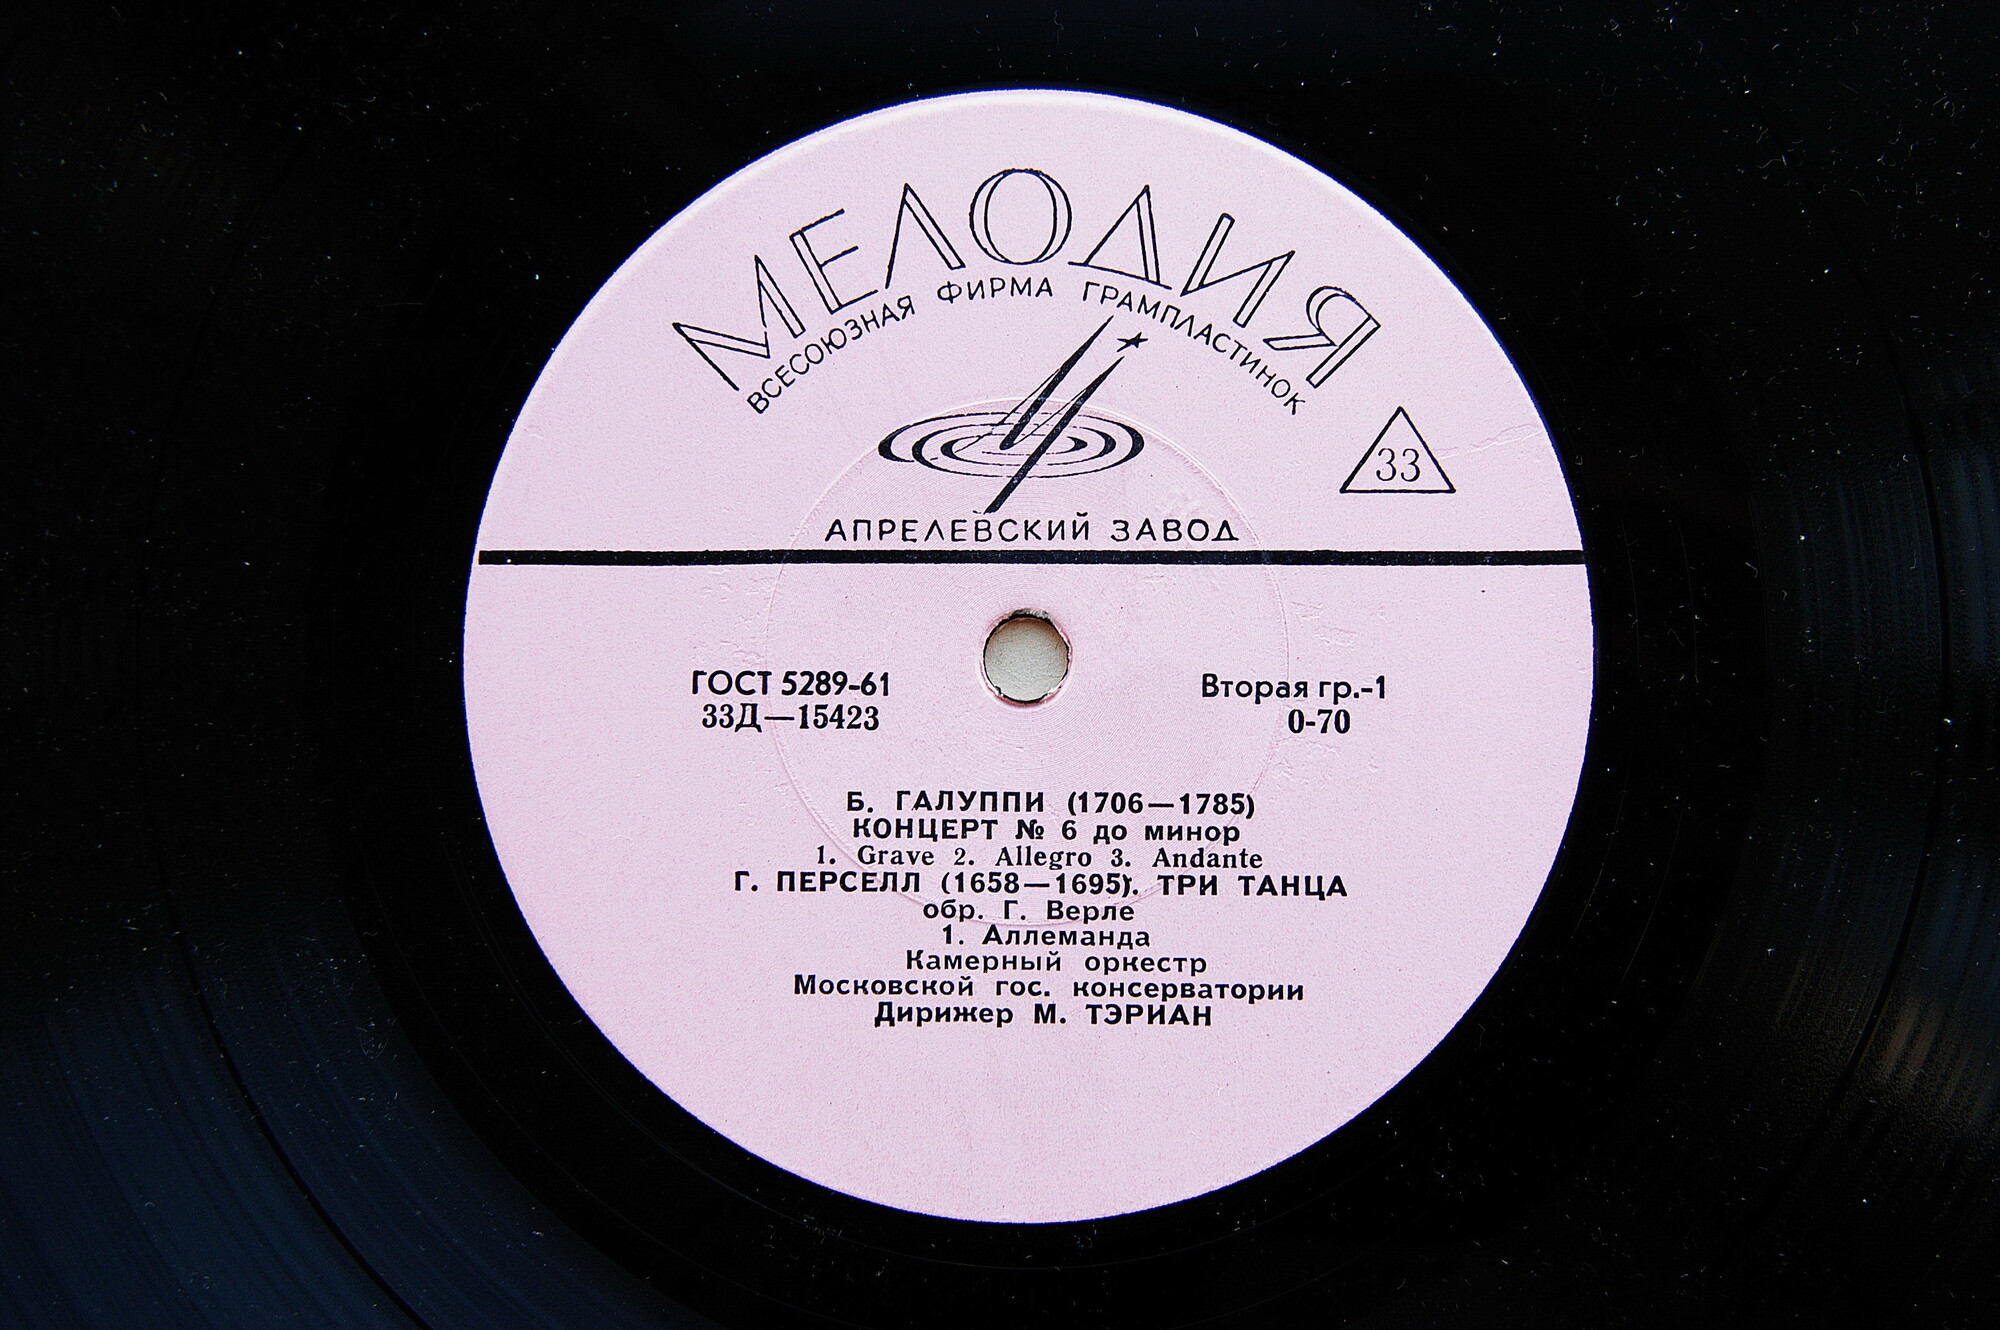 МЕЛОДИЯ
ВСЕСОЮЗНАЯ ФИРМА ГРАМПЛАСТИНОК
33
АПРЕЛЕВСКИЙ ЗАВОД
ГОСТ 5289-61
33Д—15423
Вторая гр.-1
0-70
Б. ГАЛУППИ (1706—1785)
КОНЦЕРТ № 6 до минор
1. Grave 2. Allegro 3. Andante
Г. ПЕРСЕЛЛ (1658—1695). ТРИ ТАНЦА
обр. Г. Верле
1. Аллеманда
Камерный оркестр
Московской гос. консерватории
Дирижер М. ТЭРИАН